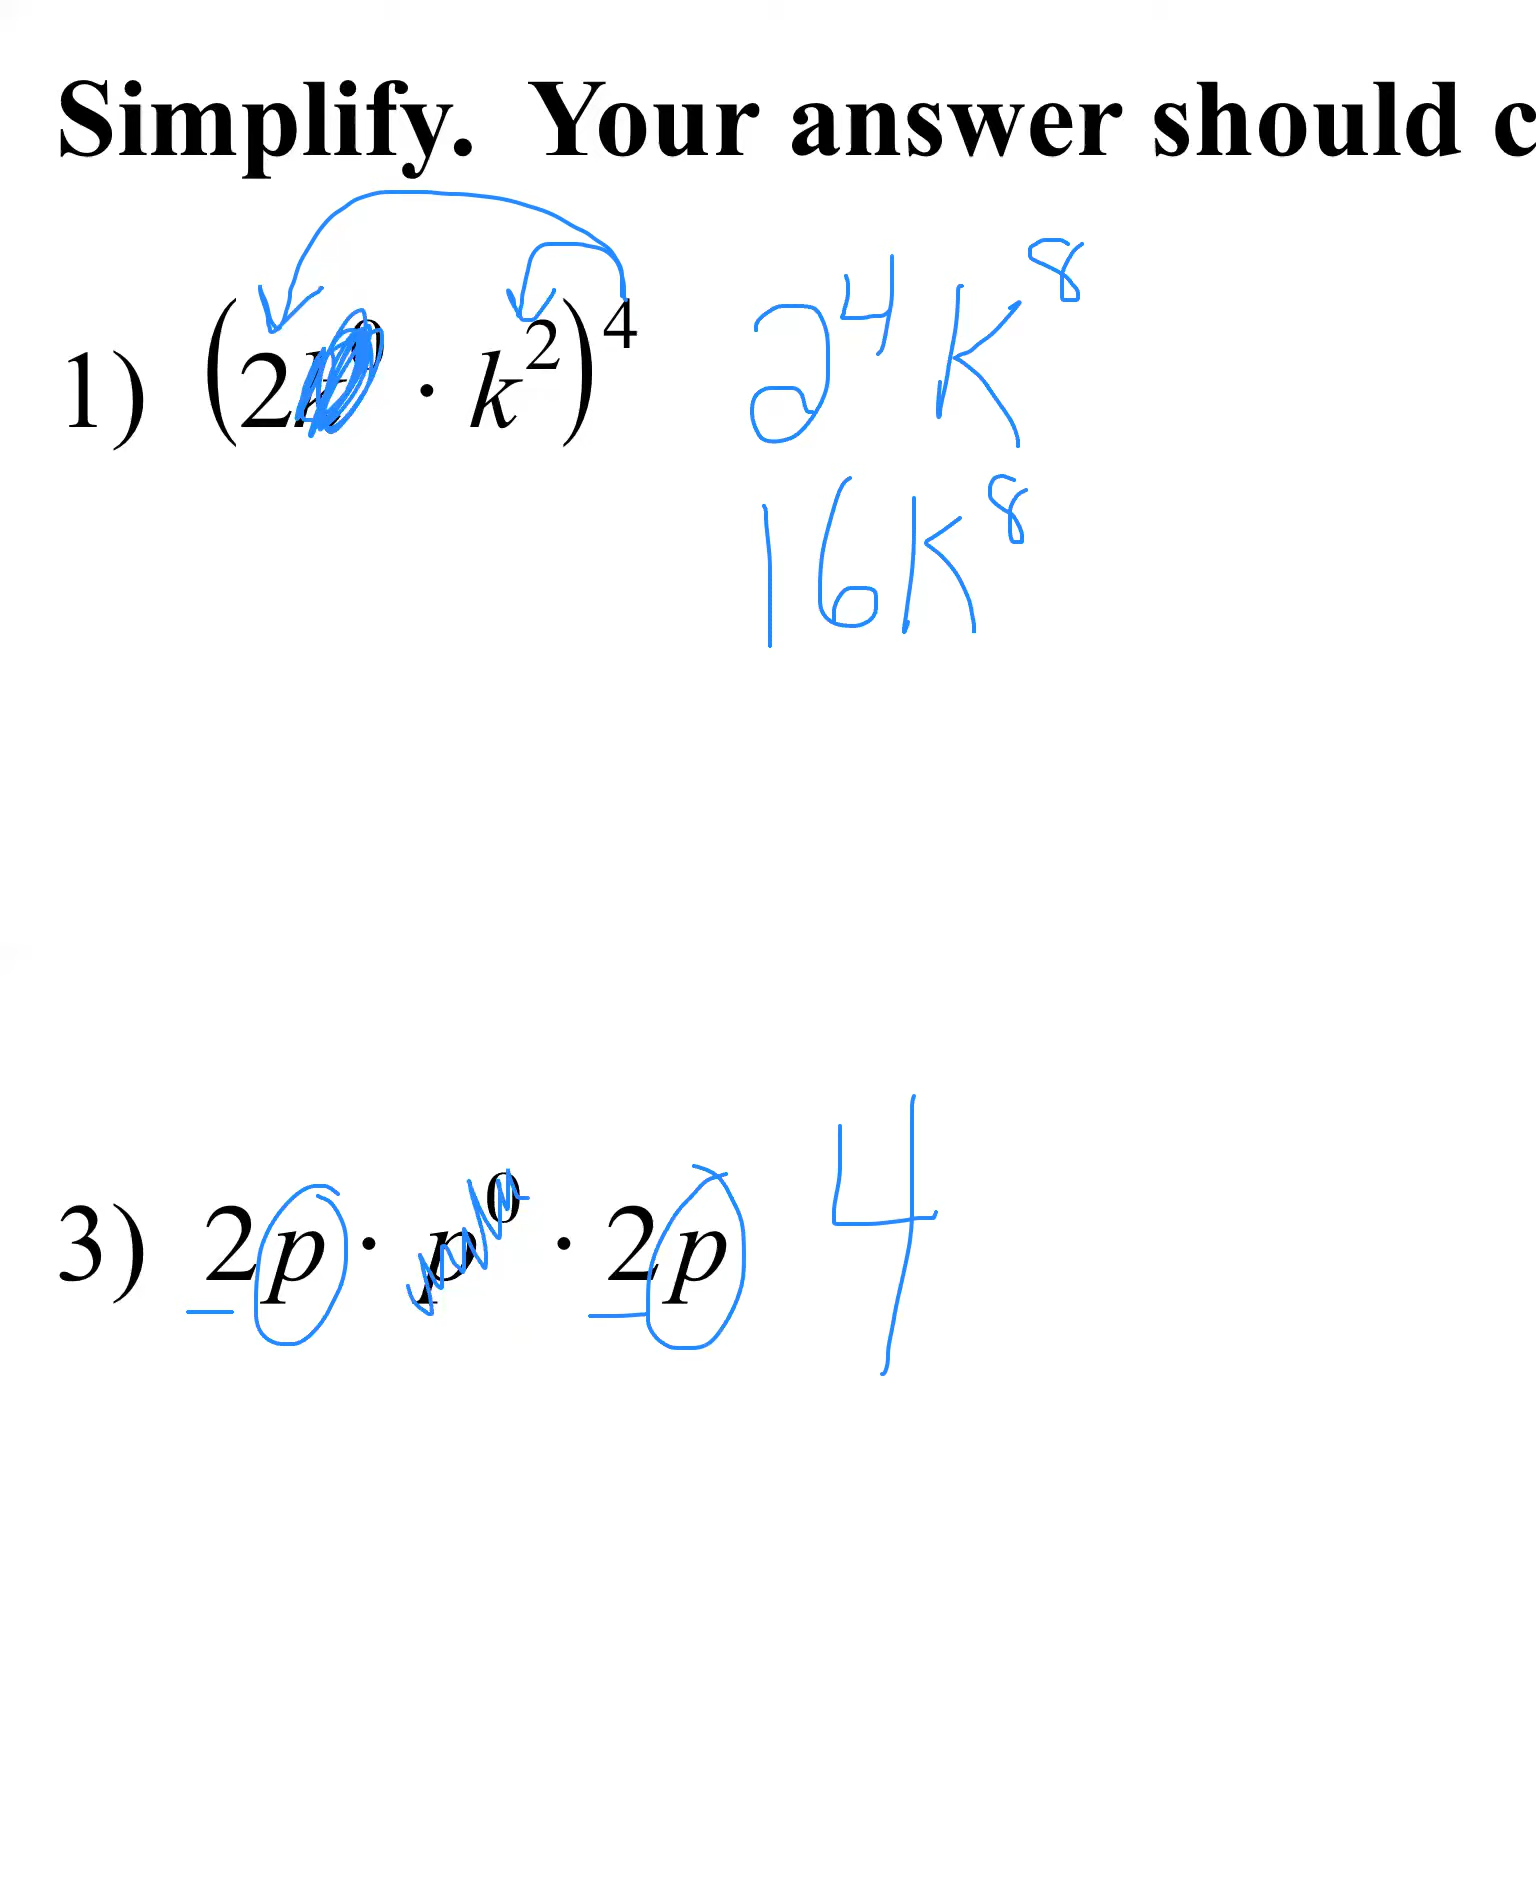 Simplify. Your answer should c
1) (2k⁰ · k²)⁴ 2⁴K⁸
16K⁸
3) 2p · p⁰ · 2p 4